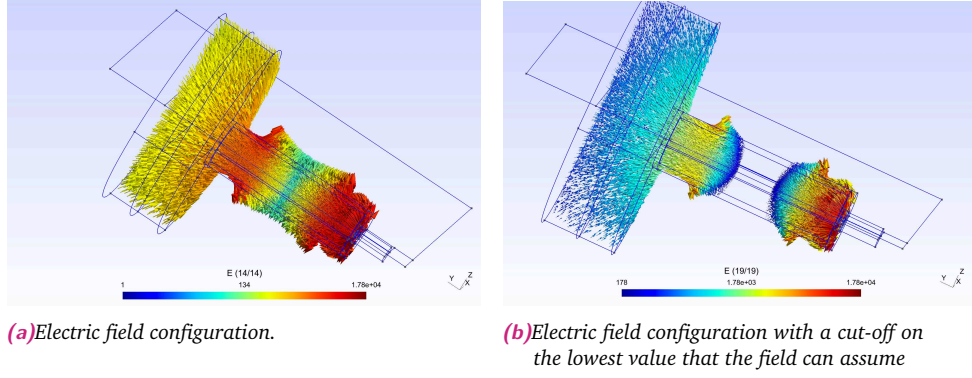 E (14/14)
1 134 1.78e+04
Y Z
X
(a)Electric field configuration.
E (19/19)
178 1.78e+03 1.78e+04
Y Z
X
(b)Electric field configuration with a cut-off on
the lowest value that the field can assume